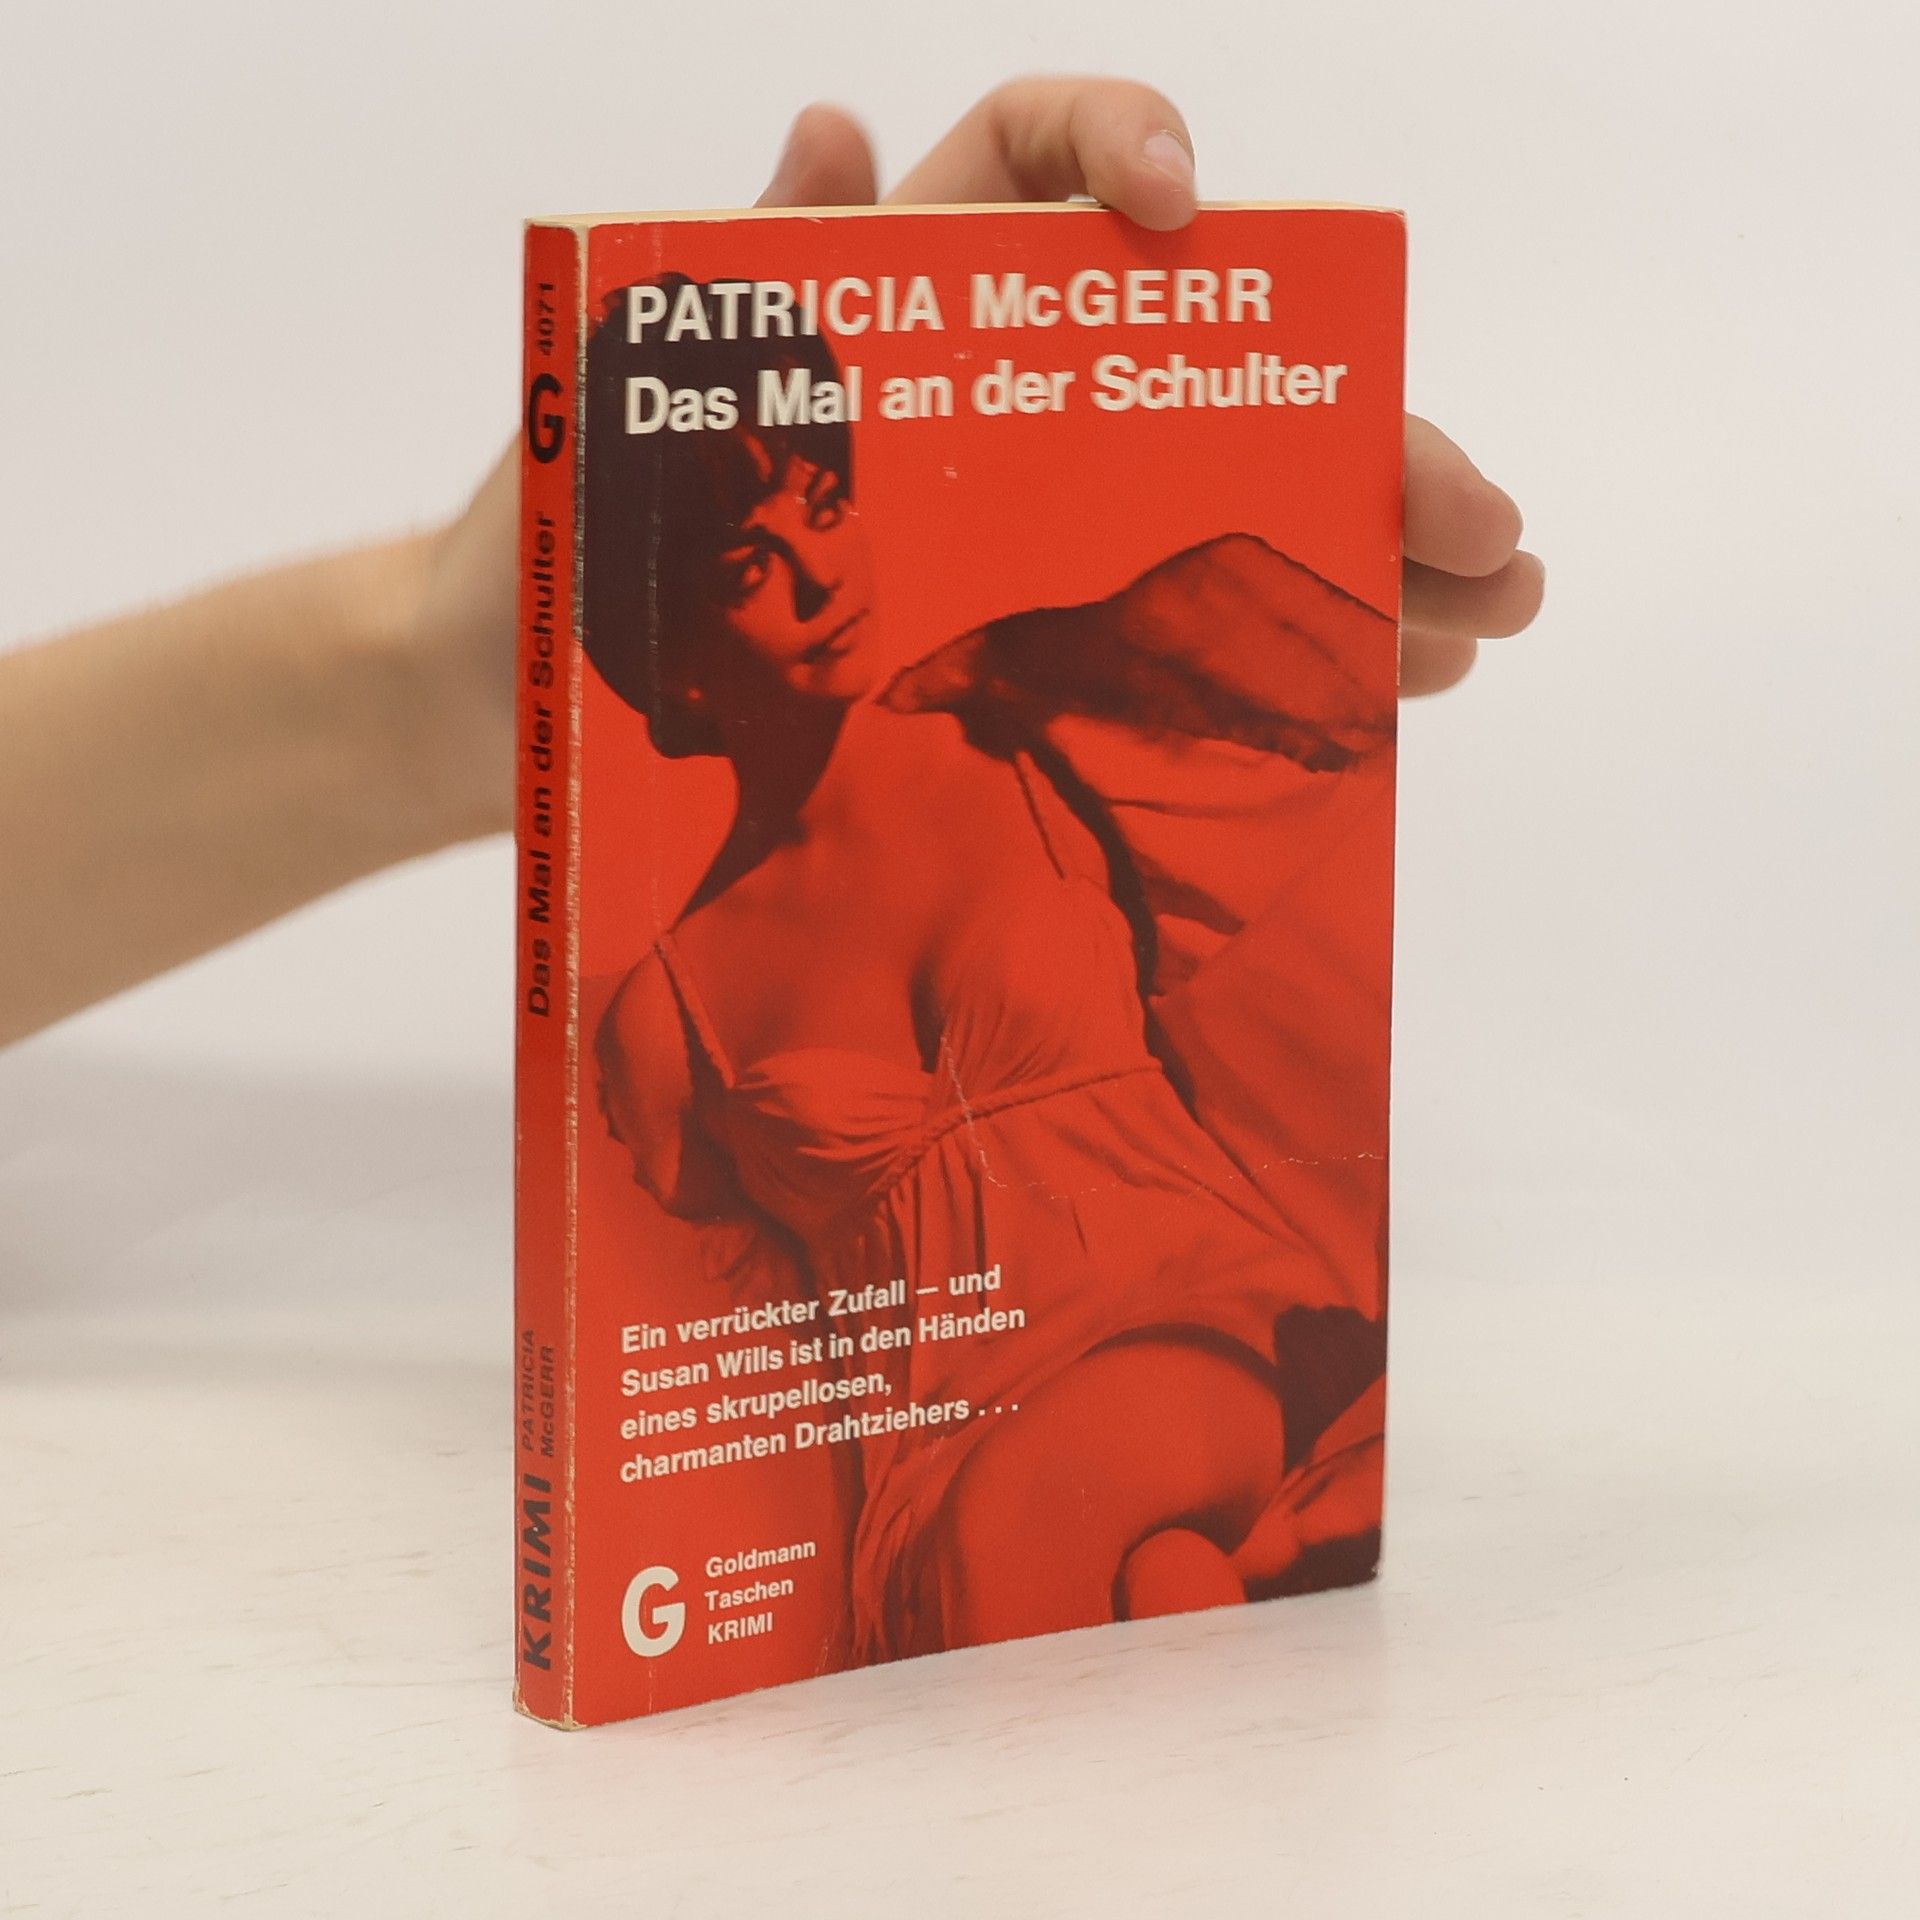 PATRICIA McGERR
Das Mal an der Schulter
Ein verrückter Zufall – und
Susan Wills ist in den Händen
eines skrupellosen,
charmanten Drahtziehers . . .
G
Goldmann
Taschen
KRIMI
KRIMI
PATRICIA
McGERR
Das Mal an der Schulter
G
4071